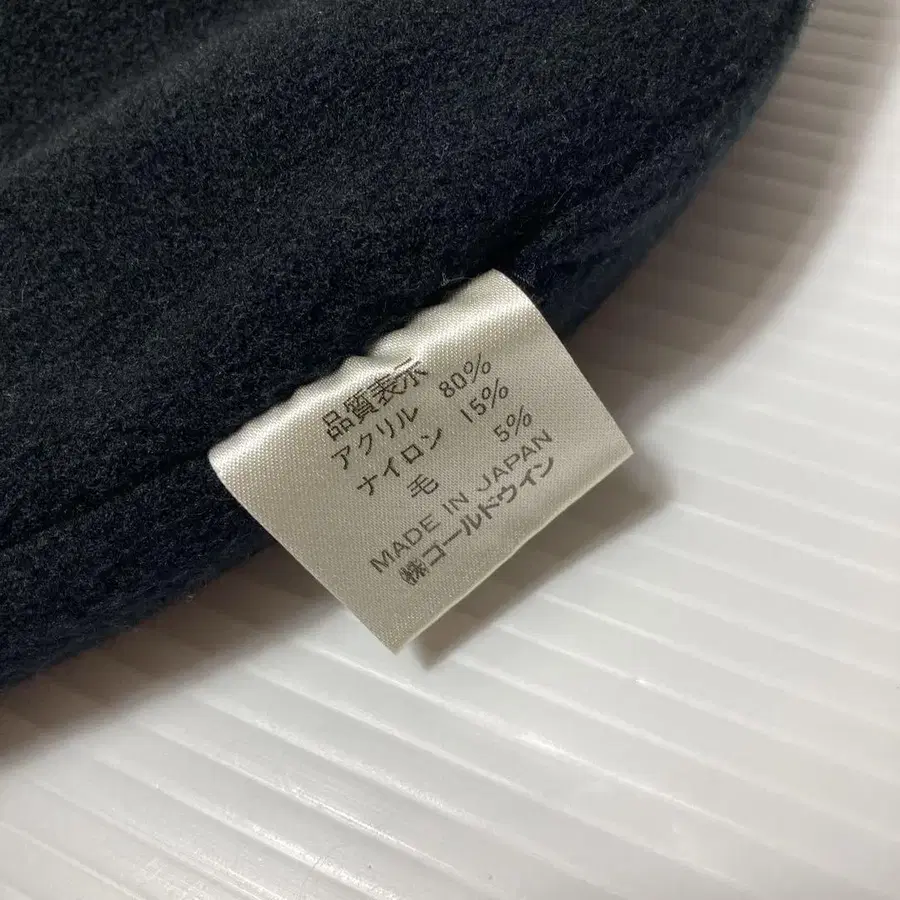 品質表示
アクリル 80%
ナイロン 15%
毛 5%
MADE IN JAPAN
㈱ゴールドウイン